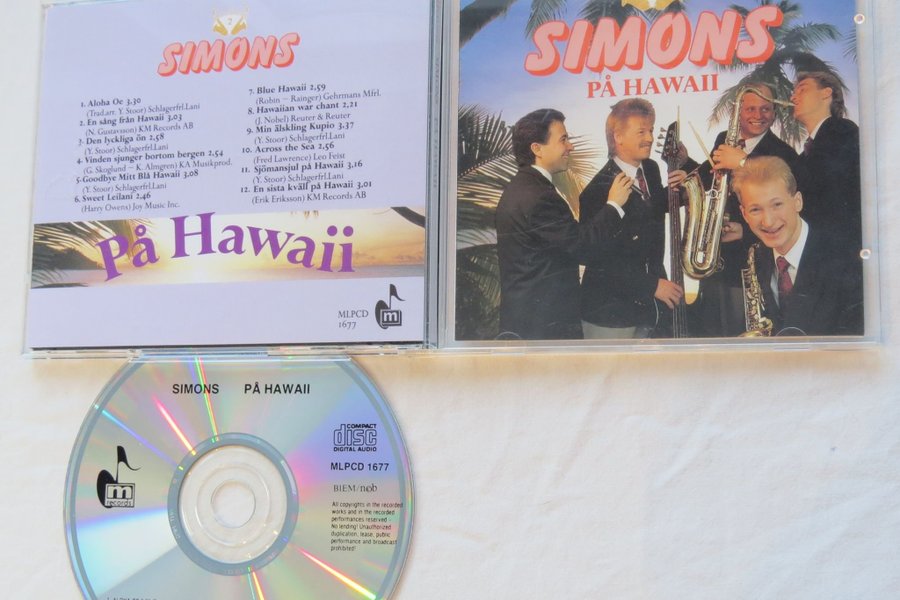 2
SIMONS
1. Aloha Oe 3,30
(Trad.arr. Y. Stoor) Schlagerfrl.Lani
2. En sång från Hawaii 3,03
(N. Gustavsson) KM Records AB
3. Den lyckliga ön 2,58
(Y. Stoor) Schlagerfrl.Lani
4. Vinden sjunger bortom bergen 2,54
(G. Skoglund – K. Almgren) KA Musikprod.
5. Goodbye Mitt Blå Hawaii 3,08
(Y. Stoor) Schlagerfrl.Lani
6. Sweet Leilani 2,46
(Harry Owens) Joy Music Inc.
7. Blue Hawaii 2,59
(Robin – Rainger) Gehrmans Mfrl.
8. Hawaiian war chant 2,21
(J. Nobel) Reuter & Reuter
9. Min älskling Kupio 3,37
(Y. Stoor) Schlagerfrl.Lani
10. Across the Sea 2,56
(Fred Lawrence) Leo Feist
11. Sjömansjul på Hawaii 3,16
(Y. Stoor) Schlagerfrl.Lani
12. En sista kväll på Hawaii 3,01
(Erik Eriksson) KM Records AB
På Hawaii
MLPCD
1677
m
SIMONS
PÅ HAWAII
SIMONS PÅ HAWAII
COMPACT
disc
DIGITAL AUDIO
MLPCD 1677
BIEM/ncb
m
records
All copyrights in the recorded
works and in the recorded
performances reserved –
No lending! Unauthorized
duplication, lease, public
performance and broadcast
prohibited!